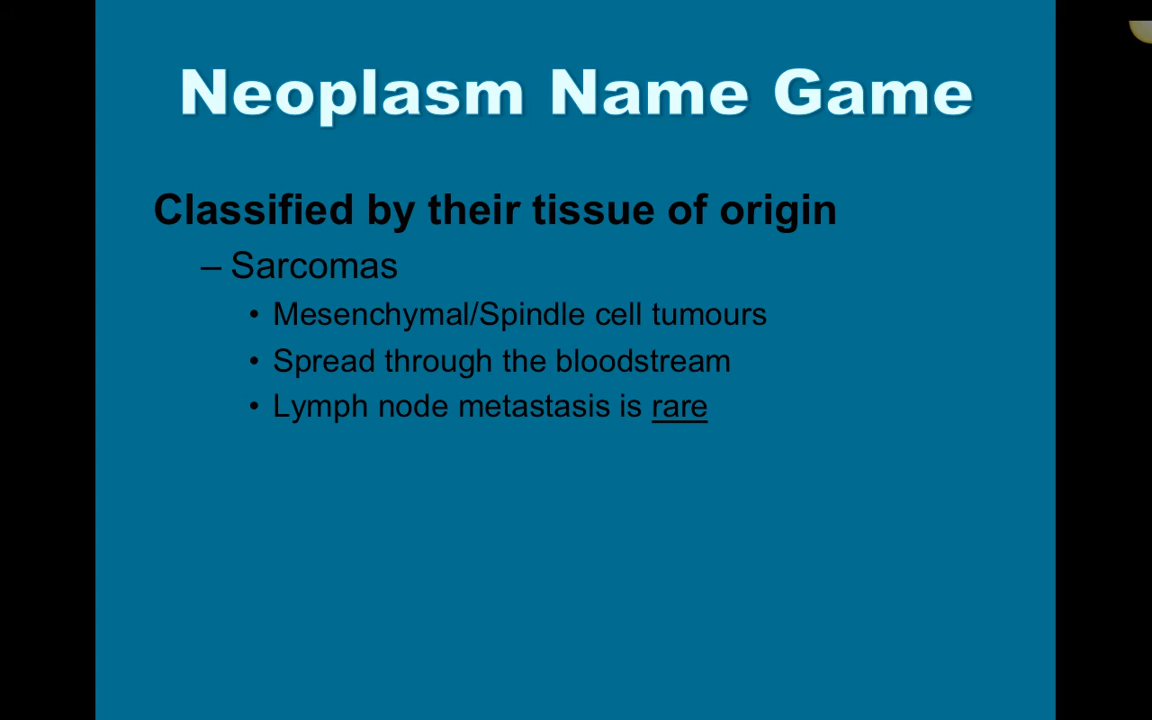 Neoplasm Name Game
Classified by their tissue of origin
– Sarcomas
• Mesenchymal/Spindle cell tumours
• Spread through the bloodstream
• Lymph node metastasis is rare